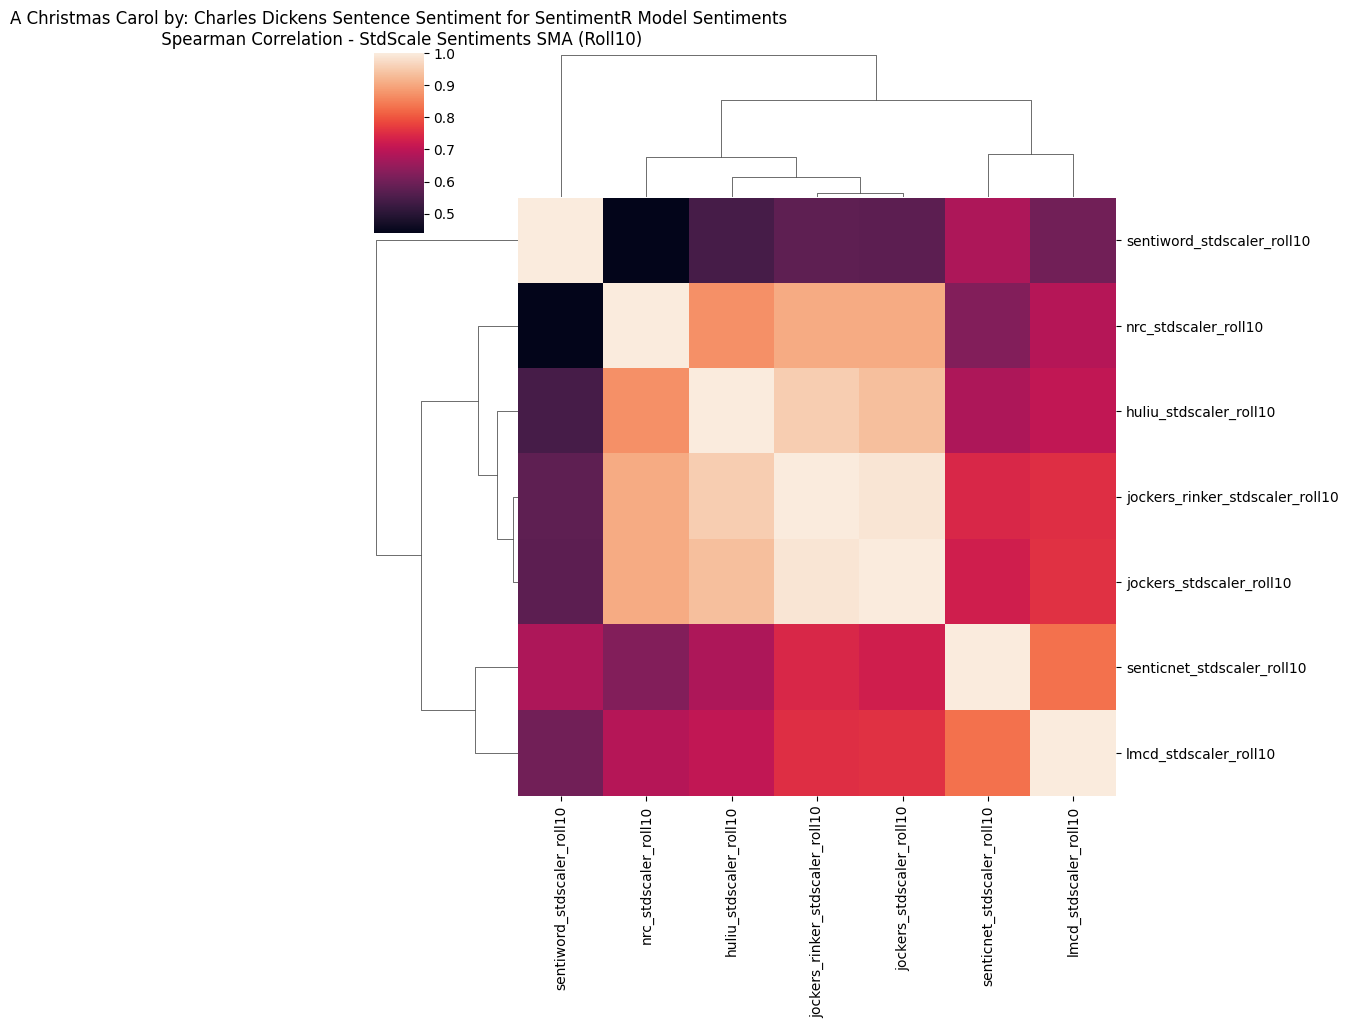 A Christmas Carol by: Charles Dickens Sentence Sentiment for SentimentR Model Sentiments
Spearman Correlation - StdScale Sentiments SMA (Roll10)
1.0
0.9
0.8
0.7
0.6
0.5
sentiword_stdscaler_roll10
nrc_stdscaler_roll10
huliu_stdscaler_roll10
jockers_rinker_stdscaler_roll10
jockers_stdscaler_roll10
senticnet_stdscaler_roll10
lmcd_stdscaler_roll10
sentiword_stdscaler_roll10
nrc_stdscaler_roll10
huliu_stdscaler_roll10
jockers_rinker_stdscaler_roll10
jockers_stdscaler_roll10
senticnet_stdscaler_roll10
lmcd_stdscaler_roll10